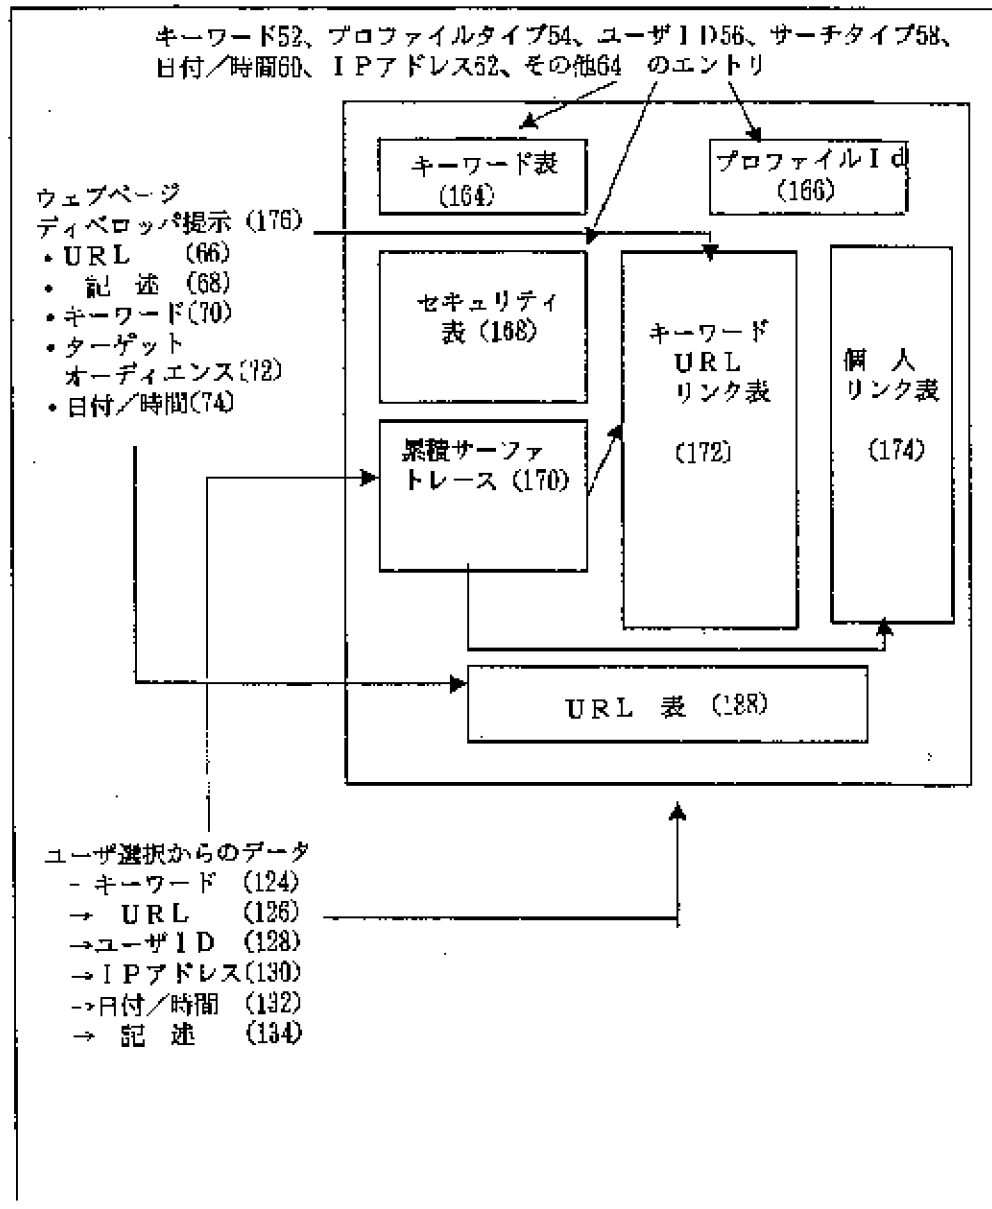 キーワード52、プロファイルタイプ54、ユーザID56、サーチタイプ58、
日付／時間60、IPアドレス62、その他64 のエントリ
キーワード表
(164)
プロファイルId
(166)
ウェブページ
ディベロッパ提示 (176)
・URL (66)
・ 記 述 (68)
・キーワード(70)
・ターゲット
オーディエンス(72)
・日付／時間(74)
セキュリティ
表 (168)
キーワード
URL
リンク表
(172)
個 人
リンク表
(174)
累積サーファ
トレース (170)
URL 表 (188)
ユーザ選択からのデータ
- キーワード (124)
→ URL (126)
→ユーザID (128)
→IPアドレス(130)
→日付／時間 (132)
→ 記 述 (134)